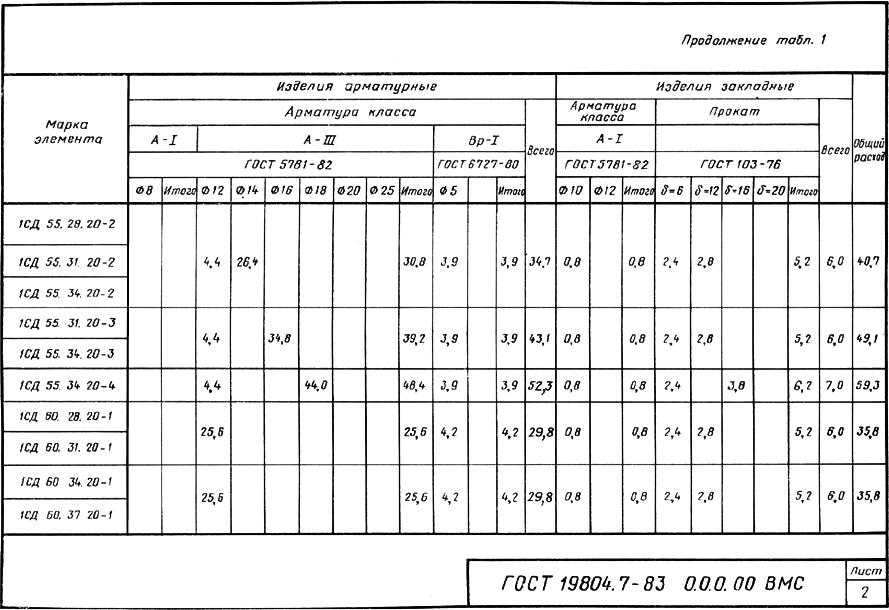 Продолжение табл. 1
Марка элемента
Изделия арматурные
Изделия закладные
Общий расход
Арматура класса
Всего
Арматура класса
Прокат
Всего
А-I
А-III
Вр-I
А-I
ГОСТ 5781-82
ГОСТ 6727-80
ГОСТ 5781-82
ГОСТ 103-76
Ф8 Итого Ф12 Ф14 Ф16 Ф18 Ф20 Ф25 Итого Ф5 Итого Ф10 Ф12 Итого δ=6 δ=12 δ=16 δ=20 Итого
1СД 55. 28. 20-2
1СД 55. 31. 20-2 4,4 26,4 30,8 3,9 3,9 34,7 0,8 0,8 2,4 2,8 5,2 6,0 40,7
1СД 55. 34. 20-2
1СД 55. 31. 20-3
4,4 34,8 39,2 3,9 3,9 43,1 0,8 0,8 2,4 2,8 5,2 6,0 49,1
1СД 55. 34. 20-3
1СД 55 34 20-4 4,4 44.0 48,4 3,9 3,9 52,3 0,8 0,8 2,4 3,8 6,2 7,0 59,3
1СД 60. 28. 20-1
25,6 25,6 4,2 4,2 29,8 0,8 0,8 2,4 2,8 5,2 6,0 35,8
1СД 60. 31. 20-1
1СД 60 34. 20-1
25,6 25,6 4,2 4,2 29,8 0,8 0,8 2,4 2,8 5,2 6,0 35,8
1СД 60. 37 20-1
ГОСТ 19804.7-83 0.0.0.00 ВМС
Лист
2